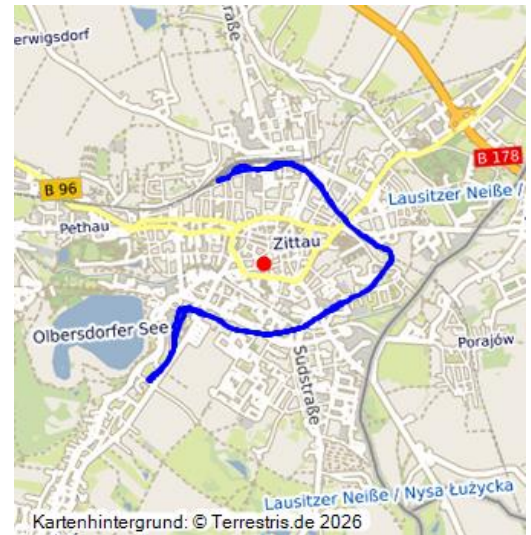 erwigsdorf
straße
B 178
B 96
Lausitzer Neiße /
Pethau
Zittau
Olbersdorfer See
Porajów
Südstraße
Lausitzer Neiße / Nysa Łużycka
Kartenhintergrund: © Terrestris.de 2026